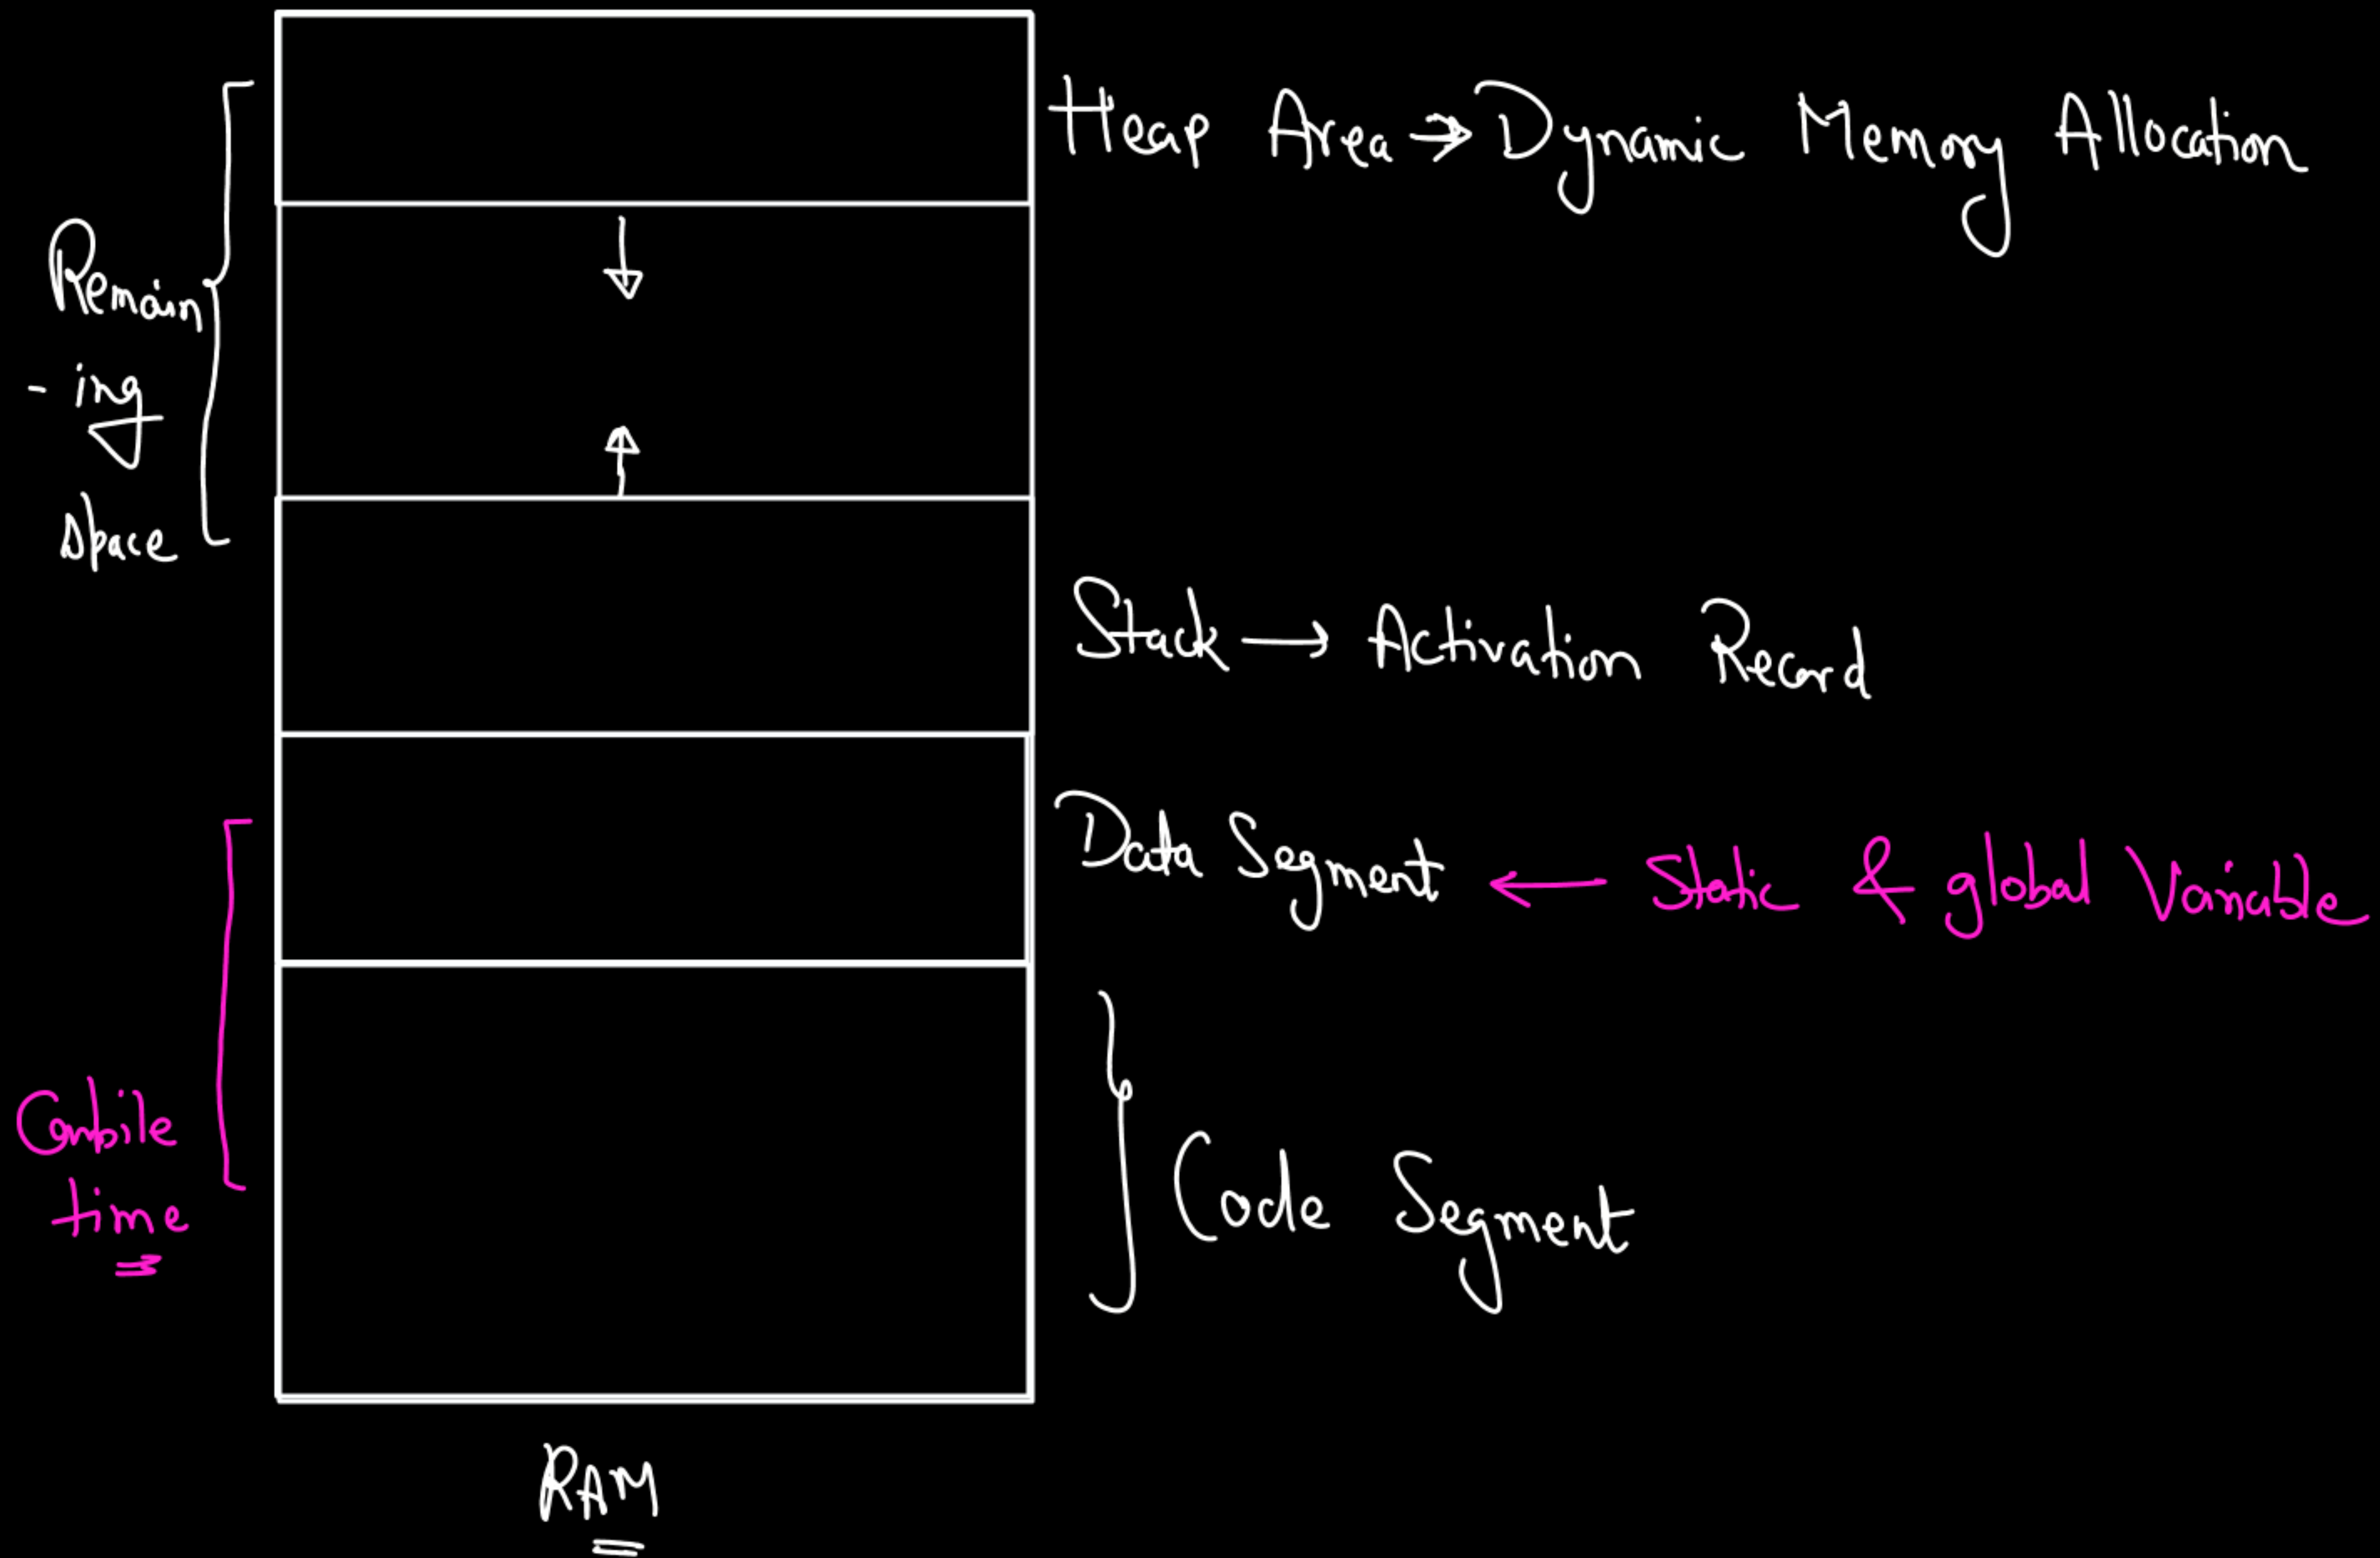 Heap Area → Dynamic Memory Allocation
Remain
- ing
Space
Stack → Activation Record
Data Segment ← Static & global Variable
Compile
time
Code Segment
RAM